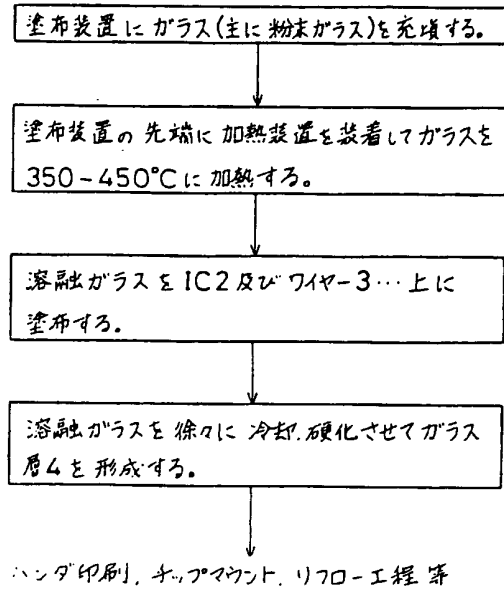 塗布装置にガラス(主に粉末ガラス)を充填する。
塗布装置の先端に加熱装置を装着してガラスを
350-450°Cに加熱する。
溶融ガラスをIC2及びワイヤー3…上に
塗布する。
溶融ガラスを徐々に冷却.硬化させてガラス
層4を形成する。
ハンダ印刷, チップマウント, リフロー工程等